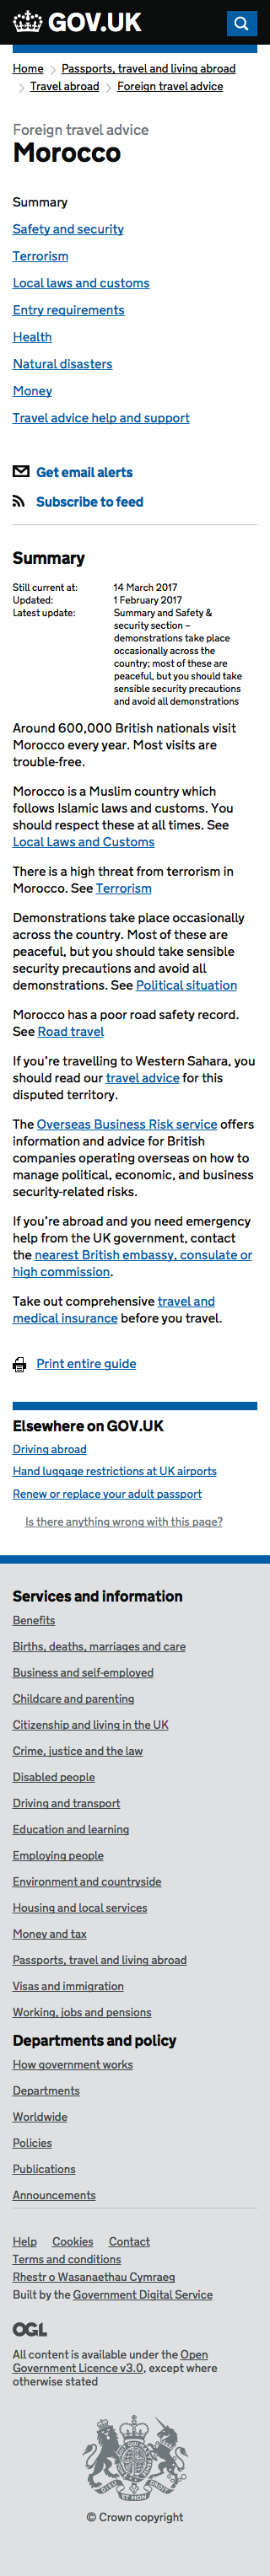 GOV.UK
Home > Passports, travel and living abroad
> Travel abroad > Foreign travel advice
Foreign travel advice
Morocco
Summary
Safety and security
Terrorism
Local laws and customs
Entry requirements
Health
Natural disasters
Money
Travel advice help and support
Get email alerts
Subscribe to feed
Summary
Still current at: 14 March 2017
Updated: 1 February 2017
Latest update: Summary and Safety &
security section –
demonstrations take place
occasionally across the
country; most of these are
peaceful, but you should take
sensible security precautions
and avoid all demonstrations
Around 600,000 British nationals visit
Morocco every year. Most visits are
trouble-free.
Morocco is a Muslim country which
follows Islamic laws and customs. You
should respect these at all times. See
Local Laws and Customs
There is a high threat from terrorism in
Morocco. See Terrorism
Demonstrations take place occasionally
across the country. Most of these are
peaceful, but you should take sensible
security precautions and avoid all
demonstrations. See Political situation
Morocco has a poor road safety record.
See Road travel
If you’re travelling to Western Sahara, you
should read our travel advice for this
disputed territory.
The Overseas Business Risk service offers
information and advice for British
companies operating overseas on how to
manage political, economic, and business
security-related risks.
If you’re abroad and you need emergency
help from the UK government, contact
the nearest British embassy, consulate or
high commission.
Take out comprehensive travel and
medical insurance before you travel.
Print entire guide
Elsewhere on GOV.UK
Driving abroad
Hand luggage restrictions at UK airports
Renew or replace your adult passport
Is there anything wrong with this page?
Services and information
Benefits
Births, deaths, marriages and care
Business and self-employed
Childcare and parenting
Citizenship and living in the UK
Crime, justice and the law
Disabled people
Driving and transport
Education and learning
Employing people
Environment and countryside
Housing and local services
Money and tax
Passports, travel and living abroad
Visas and immigration
Working, jobs and pensions
Departments and policy
How government works
Departments
Worldwide
Policies
Publications
Announcements
Help Cookies Contact
Terms and conditions
Rhestr o Wasanaethau Cymraeg
Built by the Government Digital Service
OGL
All content is available under the Open
Government Licence v3.0, except where
otherwise stated
DIEU ET MON
© Crown copyright